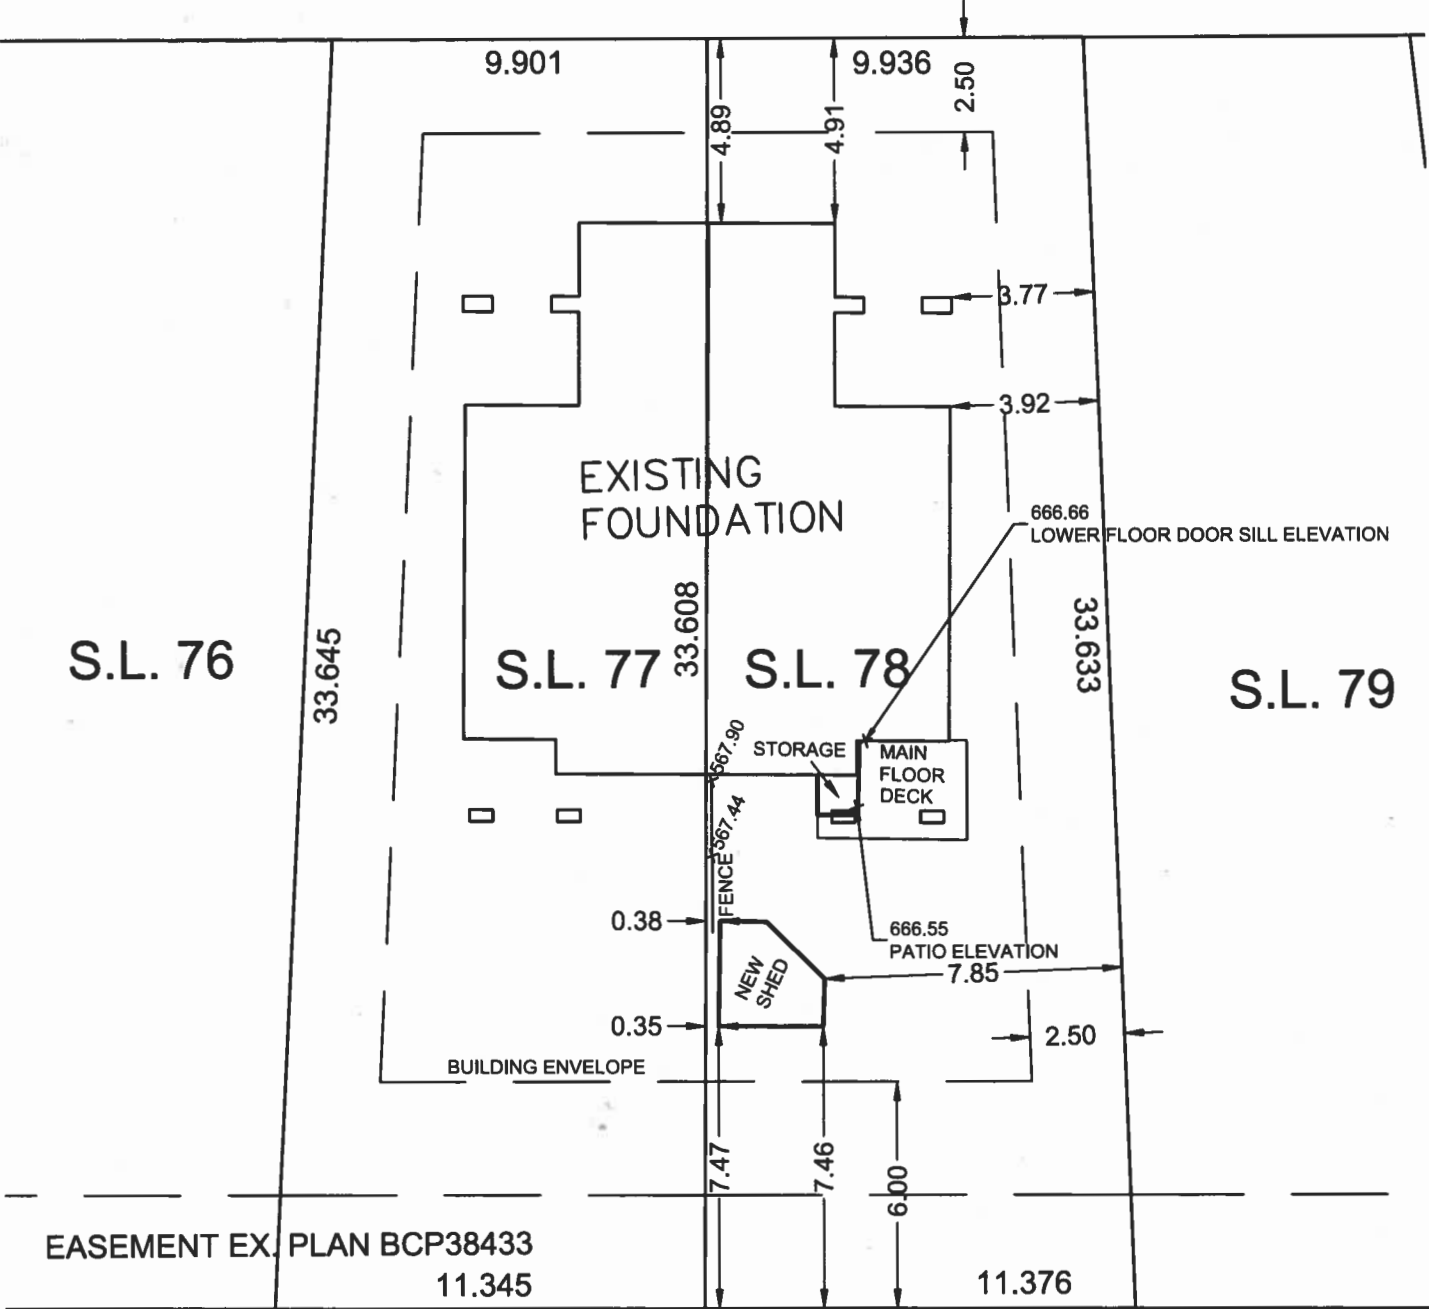 9.901
9.936
2.50
4.89
4.91
3.77
3.92
EXISTING
FOUNDATION
666.66
LOWER FLOOR DOOR SILL ELEVATION
33.645
33.608
33.633
S.L. 76
S.L. 77
S.L. 78
S.L. 79
567.90
STORAGE
MAIN
FLOOR
DECK
567.44
FENCE
0.38
666.55
PATIO ELEVATION
7.85
NEW
SHED
0.35
2.50
BUILDING ENVELOPE
7.47
7.46
6.00
EASEMENT EX. PLAN BCP38433
11.345
11.376